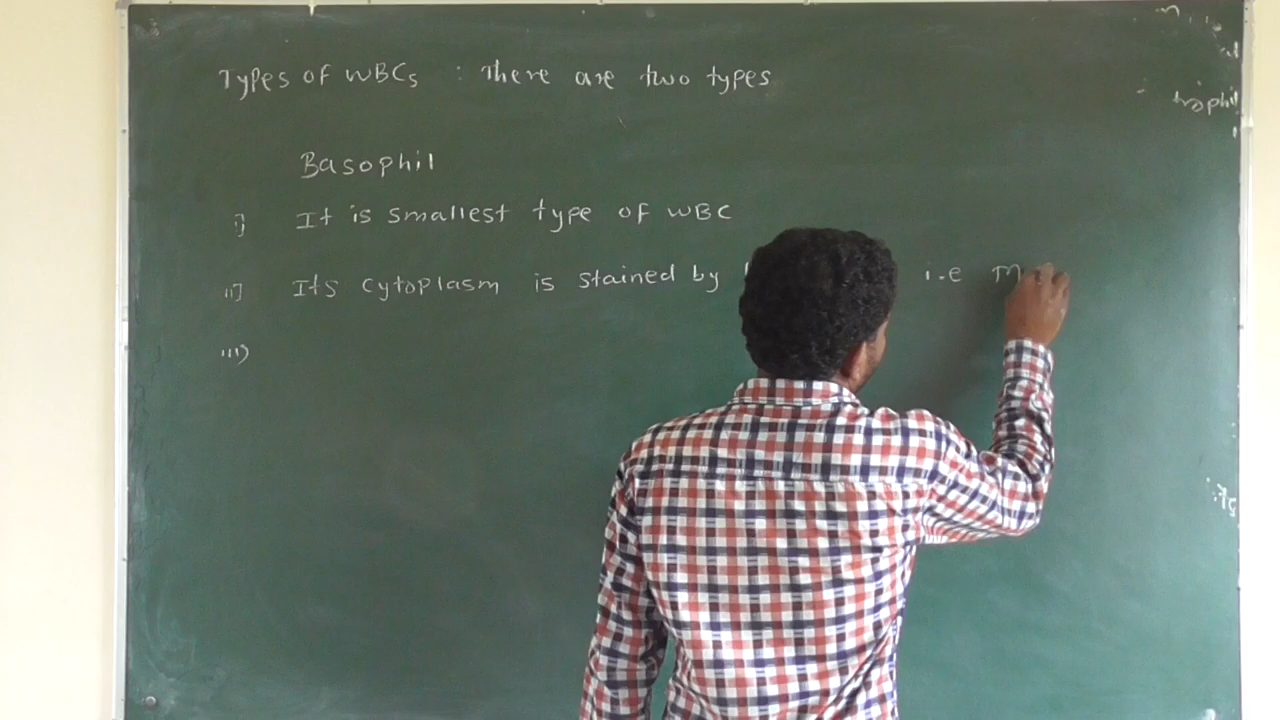 Types of WBCs : There are two types
trophil
Basophil
i] It is smallest type of WBC
ii] Its cytoplasm is stained by i.e
iii)